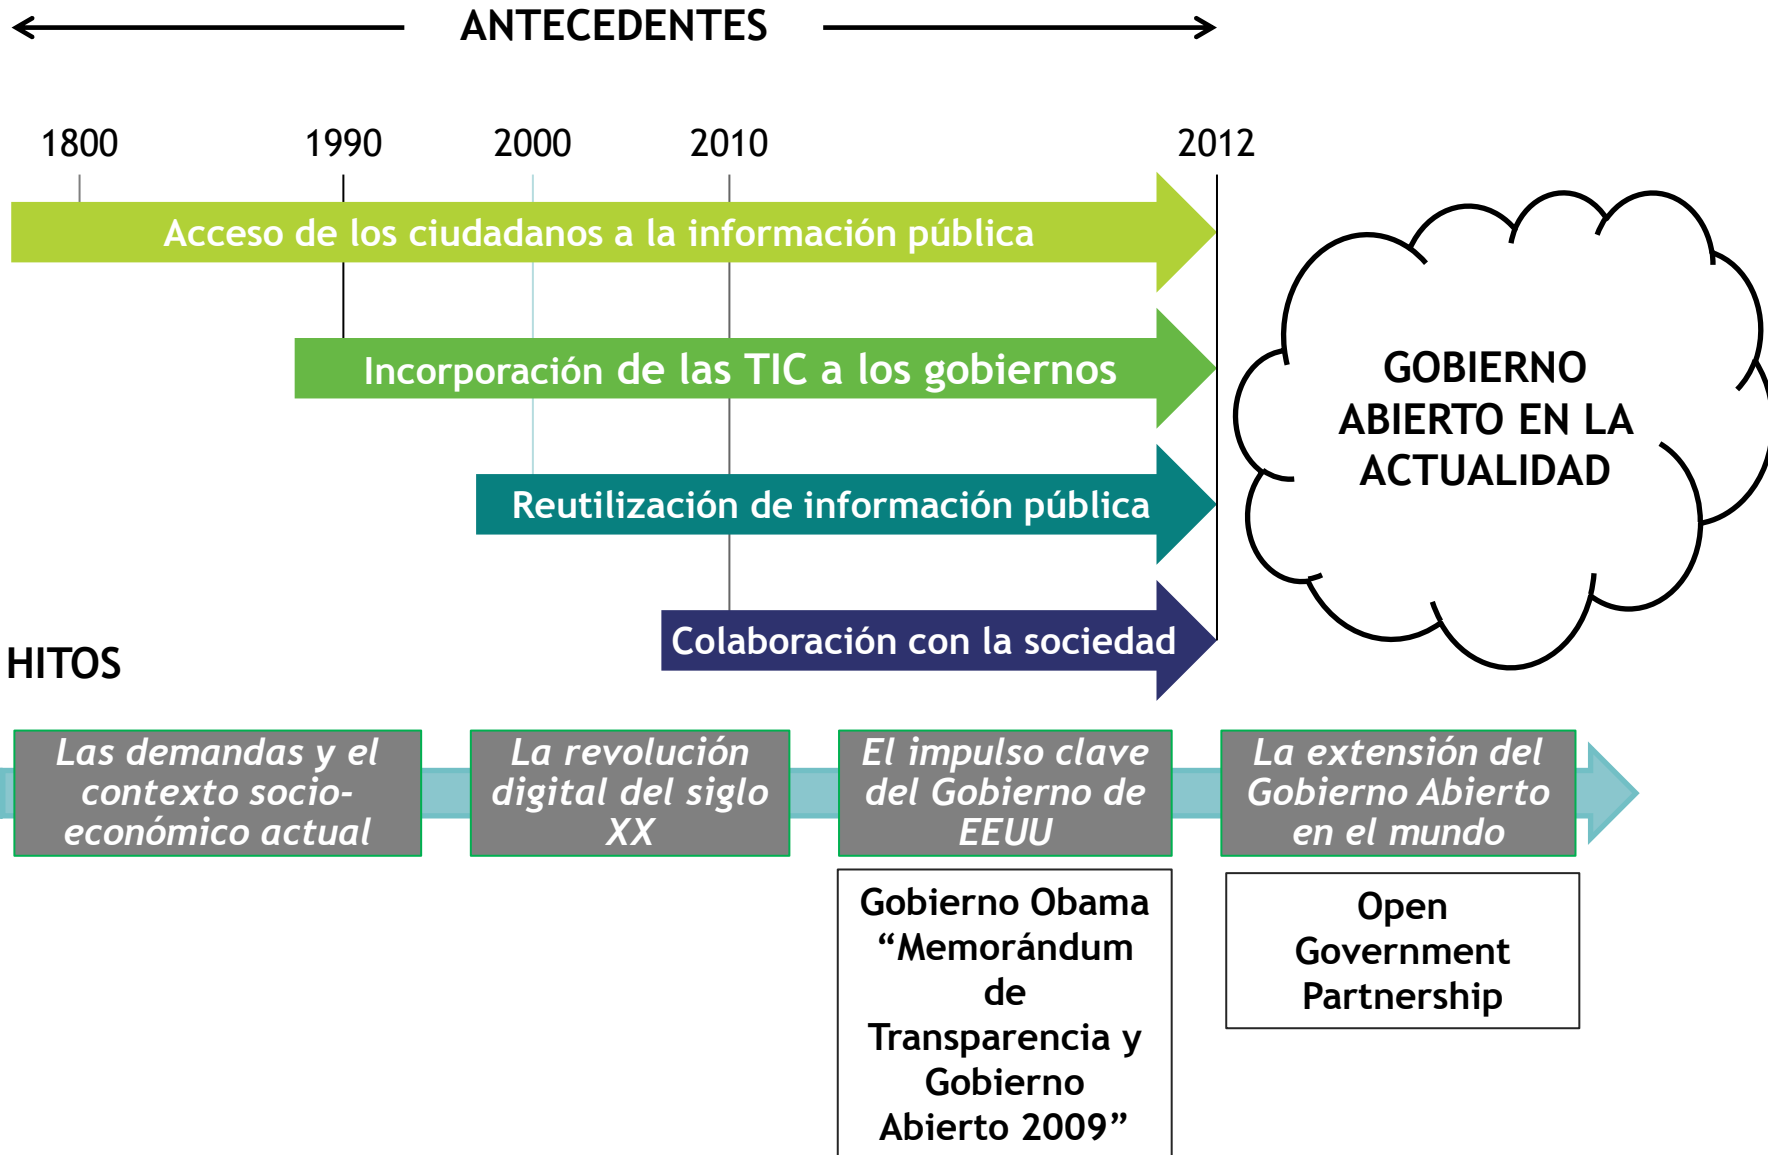 ANTECEDENTES
1800
1990
2000
2010
2012
Acceso de los ciudadanos a la información pública
Incorporación de las TIC a los gobiernos
Reutilización de información pública
Colaboración con la sociedad
GOBIERNO
ABIERTO EN LA
ACTUALIDAD
HITOS
Las demandas y el
contexto socio-
económico actual
La revolución
digital del siglo
XX
El impulso clave
del Gobierno de
EEUU
La extensión del
Gobierno Abierto
en el mundo
Gobierno Obama
“Memorándum
de
Transparencia y
Gobierno
Abierto 2009”
Open
Government
Partnership